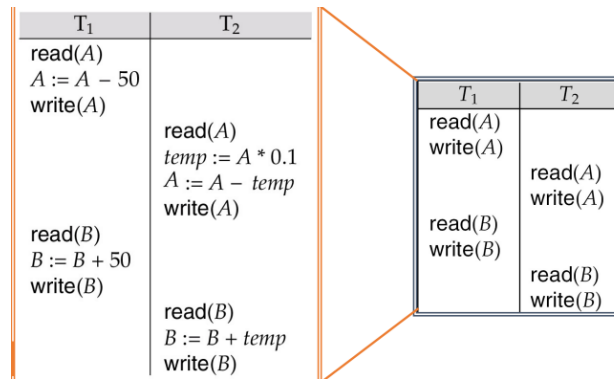 T₁ T₂
read(A)
A := A − 50
write(A)
read(A)
temp := A * 0.1
A := A − temp
write(A)
read(B)
B := B + 50
write(B)
read(B)
B := B + temp
write(B)
T₁ T₂
read(A)
write(A)
read(A)
write(A)
read(B)
write(B)
read(B)
write(B)